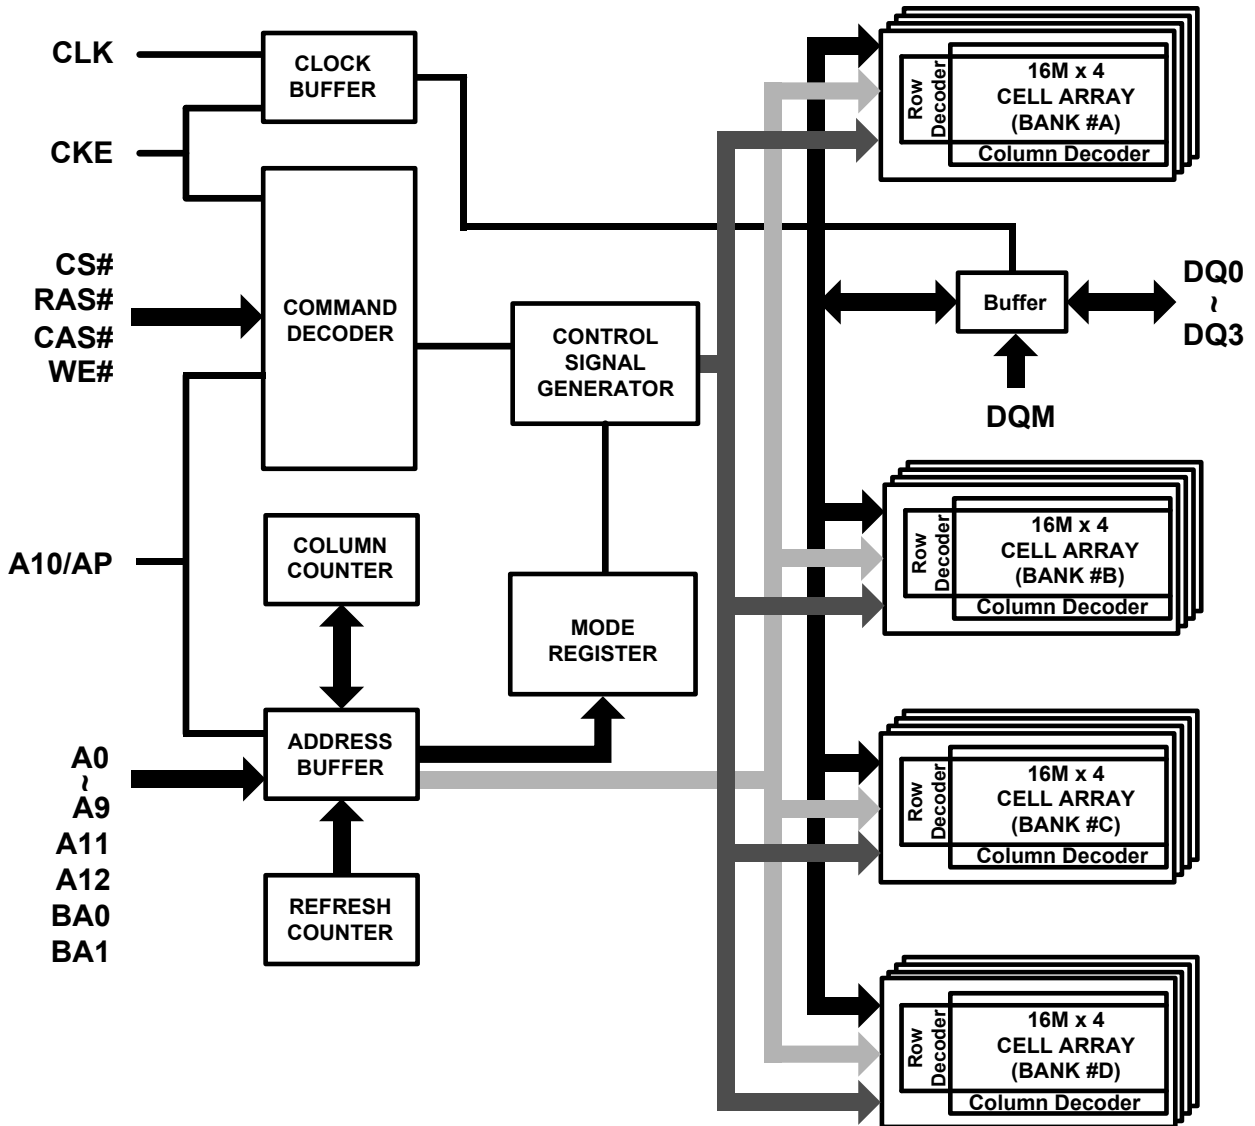 CLK
CKE
CS#
RAS#
CAS#
WE#
A10/AP
A0
~
A9
A11
A12
BA0
BA1
CLOCK
BUFFER
COMMAND
DECODER
COLUMN
COUNTER
ADDRESS
BUFFER
REFRESH
COUNTER
CONTROL
SIGNAL
GENERATOR
MODE
REGISTER
Row
Decoder
16M x 4
CELL ARRAY
(BANK #A)
Column Decoder
Buffer
DQ0
~
DQ3
DQM
Row
Decoder
16M x 4
CELL ARRAY
(BANK #B)
Column Decoder
Row
Decoder
16M x 4
CELL ARRAY
(BANK #C)
Column Decoder
Row
Decoder
16M x 4
CELL ARRAY
(BANK #D)
Column Decoder